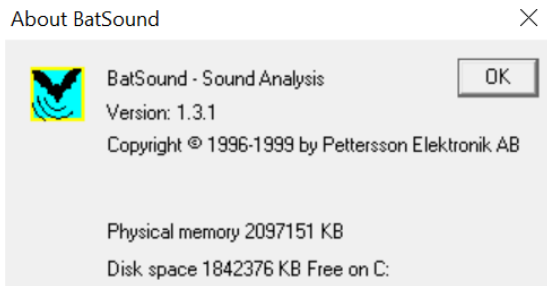 About BatSound
OK
BatSound - Sound Analysis
Version: 1.3.1
Copyright © 1996-1999 by Pettersson Elektronik AB
Physical memory 2097151 KB
Disk space 1842376 KB Free on C: